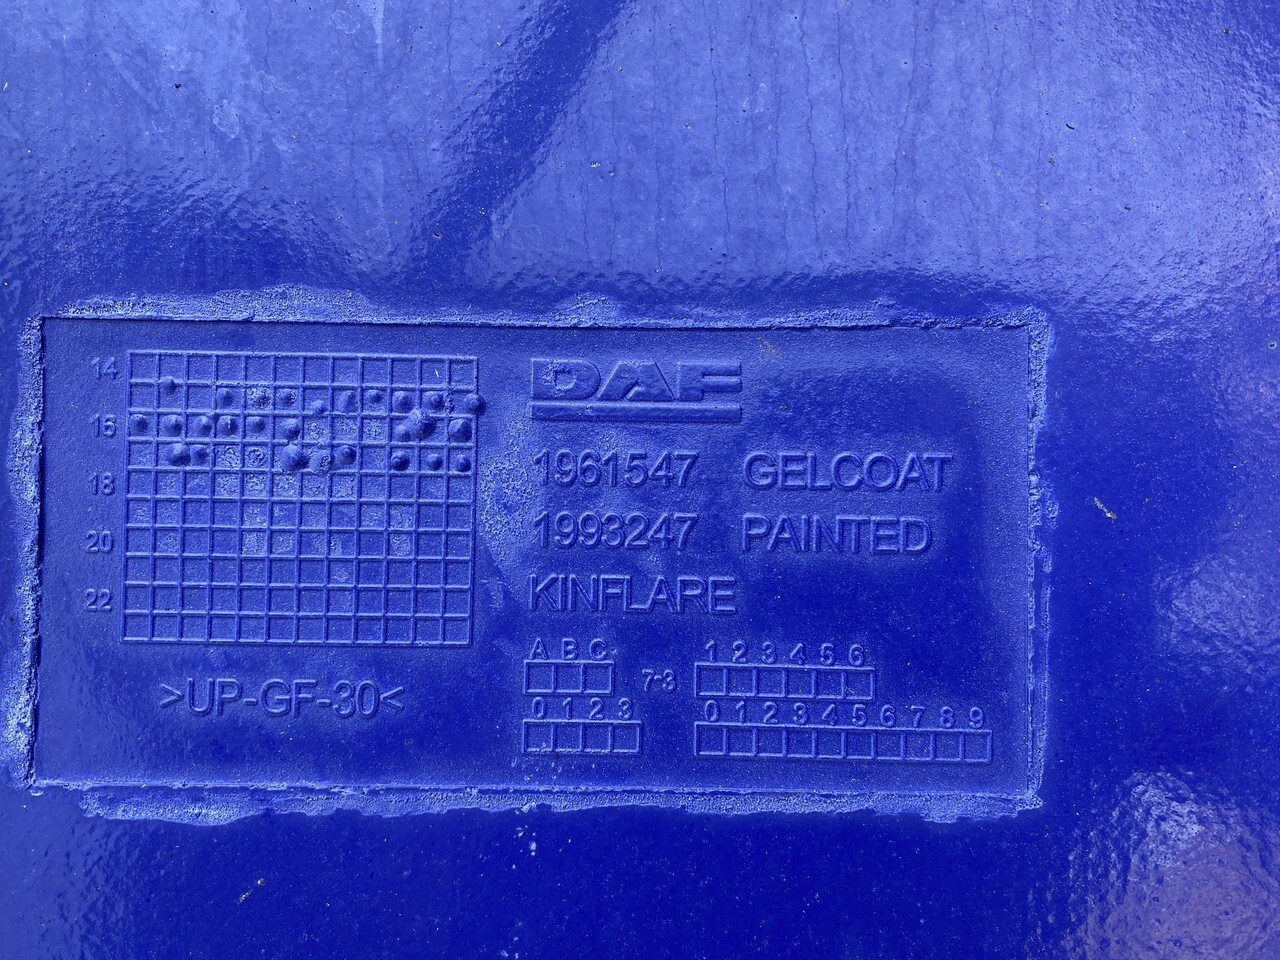 14
16
18
20
22
>UP-GF-30<
DAF
1961547 GELCOAT
1993247 PAINTED
KINFLARE
A B C
7-3
1 2 3 4 5 6
0 1 2 3
0 1 2 3 4 5 6 7 8 9